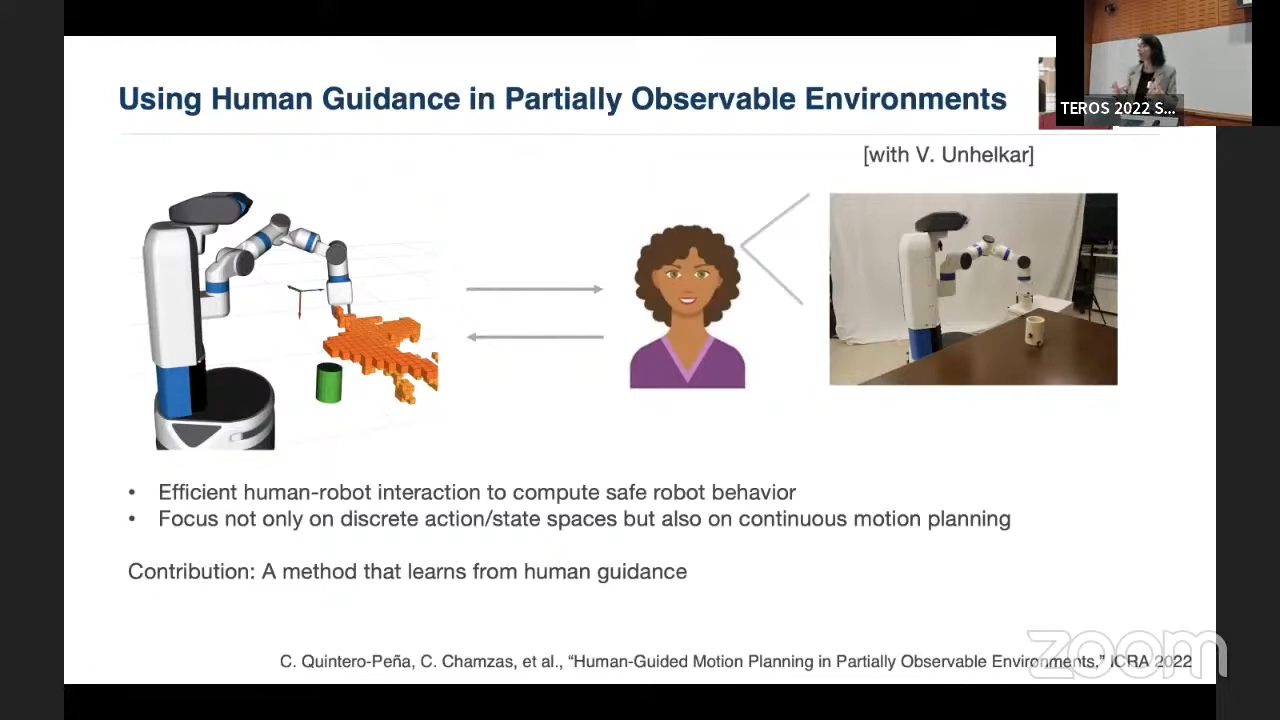 Using Human Guidance in Partially Observable Environments
TEROS 2022 S...
[with V. Unhelkar]
• Efficient human-robot interaction to compute safe robot behavior
• Focus not only on discrete action/state spaces but also on continuous motion planning
Contribution: A method that learns from human guidance
C. Quintero-Peña, C. Chamzas, et al., “Human-Guided Motion Planning in Partially Observable Environments,” ICRA 2022
zoom